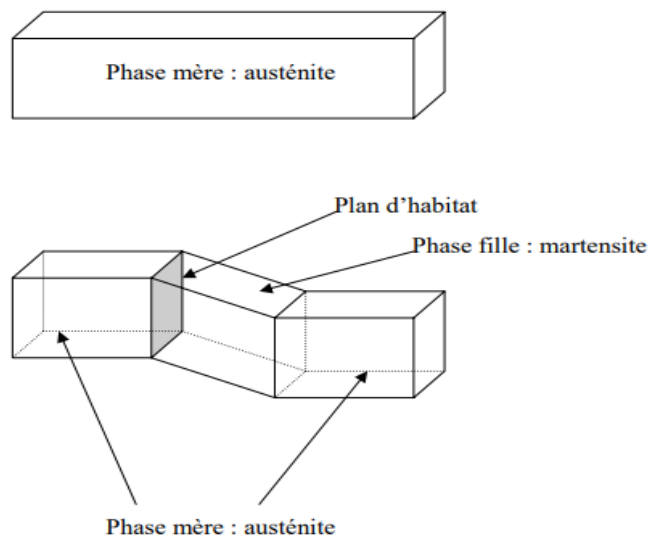 Phase mère : austénite
Plan d'habitat
Phase fille : martensite
Phase mère : austénite